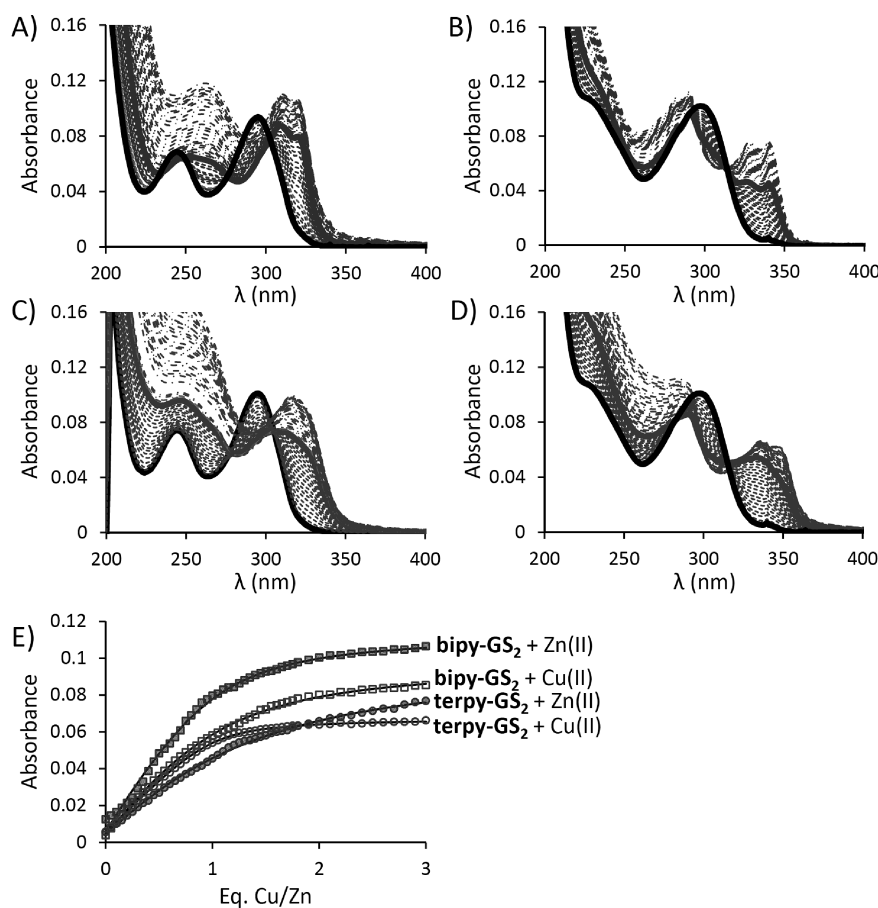 A)
B)
0.16
0.12
0.08
0.04
0
Absorbance
200 250 300 350 400
λ (nm)
0.16
0.12
0.08
0.04
0
Absorbance
200 250 300 350 400
λ (nm)
C)
D)
0.16
0.12
0.08
0.04
0
Absorbance
200 250 300 350 400
λ (nm)
0.16
0.12
0.08
0.04
0
Absorbance
200 250 300 350 400
λ (nm)
E)
0.12
0.1
0.08
0.06
0.04
0.02
0
Absorbance
0 1 2 3
Eq. Cu/Zn
bipy-GS₂ + Zn(II)
bipy-GS₂ + Cu(II)
terpy-GS₂ + Zn(II)
terpy-GS₂ + Cu(II)